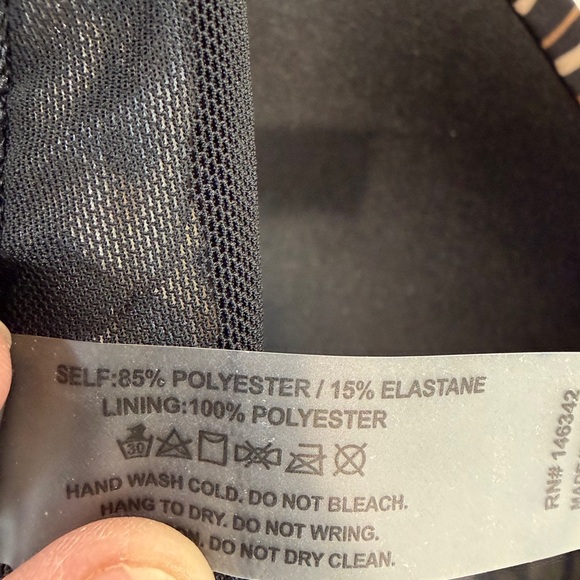 SELF:85% POLYESTER / 15% ELASTANE
LINING:100% POLYESTER
30
HAND WASH COLD. DO NOT BLEACH.
HANG TO DRY. DO NOT WRING.
DO NOT DRY CLEAN.
RN# 146342